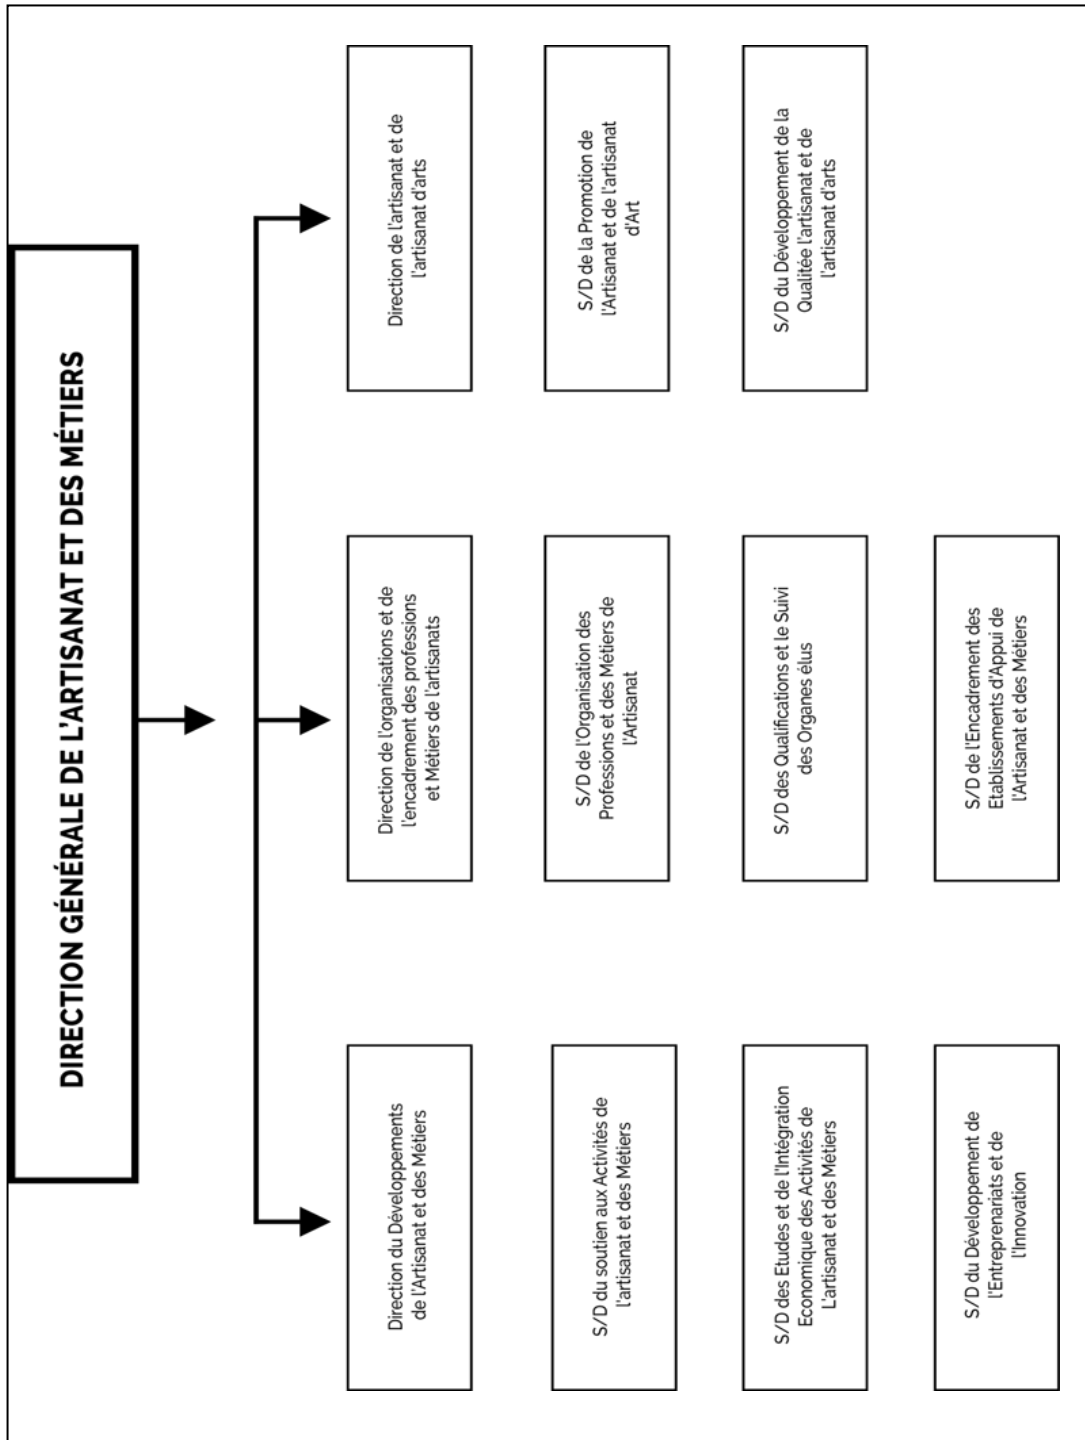 DIRECTION GÉNÉRALE DE L'ARTISANAT ET DES MÉTIERS
Direction du Développements
de l'Artisanat et des Métiers
S/D du soutien aux Activités de
l'artisanat et des Métiers
S/D des Etudes et de l'Intégration
Economique des Activités de
L'artisanat et des Métiers
S/D du Développement de
l'Entreprenariats et de
l'Innovation
Direction de l'organisations et de
l'encadrement des professions
et Métiers de l'artisanats
S/D de l'Organisation des
Professions et des Métiers de
l'Artisanat
S/D des Qualifications et le Suivi
des Organes élus
S/D de l'Encadrement des
Etablissements d'Appui de
l'Artisanat et des Métiers
Direction de l'artisanat et de
l'artisanat d'arts
S/D de la Promotion de
l'Artisanat et de l'artisanat
d'Art
S/D du Développement de la
Qualitée l'artisanat et de
l'artisanat d'arts